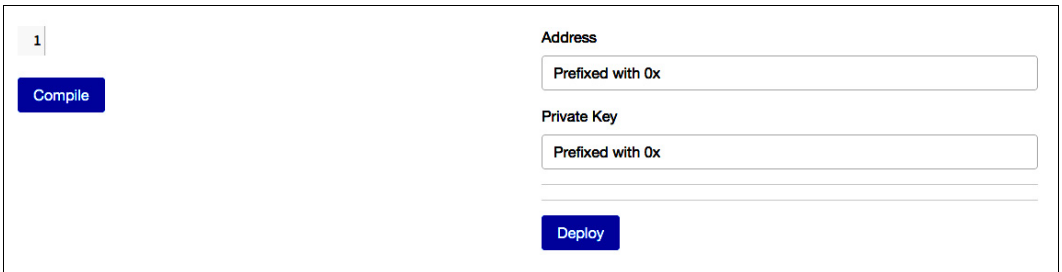 1
Compile
Address
Prefixed with 0x
Private Key
Prefixed with 0x
Deploy